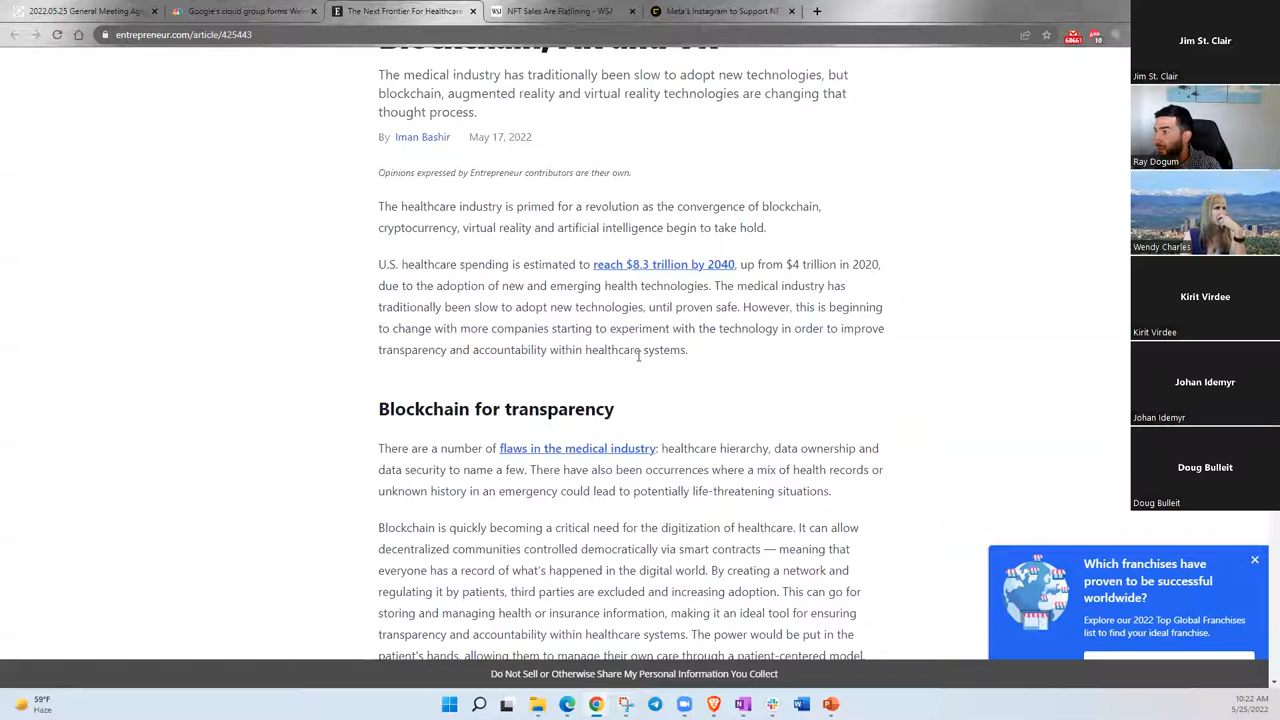 2022.05.25 General Meeting Ag
Google's cloud group forms We
The Next Frontier For Healthcare
NFT Sales Are Flatlining - WSJ
Meta's Instagram to Support NF
entrepreneur.com/article/425443
The medical industry has traditionally been slow to adopt new technologies, but
blockchain, augmented reality and virtual reality technologies are changing that
thought process.
By Iman Bashir May 17, 2022
Opinions expressed by Entrepreneur contributors are their own.
The healthcare industry is primed for a revolution as the convergence of blockchain,
cryptocurrency, virtual reality and artificial intelligence begin to take hold.
U.S. healthcare spending is estimated to reach $8.3 trillion by 2040, up from $4 trillion in 2020,
due to the adoption of new and emerging health technologies. The medical industry has
traditionally been slow to adopt new technologies, until proven safe. However, this is beginning
to change with more companies starting to experiment with the technology in order to improve
transparency and accountability within healthcare systems.
Blockchain for transparency
There are a number of flaws in the medical industry: healthcare hierarchy, data ownership and
data security to name a few. There have also been occurrences where a mix of health records or
unknown history in an emergency could lead to potentially life-threatening situations.
Blockchain is quickly becoming a critical need for the digitization of healthcare. It can allow
decentralized communities controlled democratically via smart contracts — meaning that
everyone has a record of what's happened in the digital world. By creating a network and
regulating it by patients, third parties are excluded and increasing adoption. This can go for
storing and managing health or insurance information, making it an ideal tool for ensuring
transparency and accountability within healthcare systems. The power would be put in the
patient's hands, allowing them to manage their own care through a patient-centered model.
Do Not Sell or Otherwise Share My Personal Information You Collect
Which franchises have
proven to be successful
worldwide?
Explore our 2022 Top Global Franchises
list to find your ideal franchise.
Jim St. Clair
Jim St. Clair
Ray Dogum
Wendy Charles
Kirit Virdee
Kirit Virdee
Johan Idemyr
Johan Idemyr
Doug Bulleit
Doug Bulleit
59°F
Haze
10:22 AM
5/25/2022